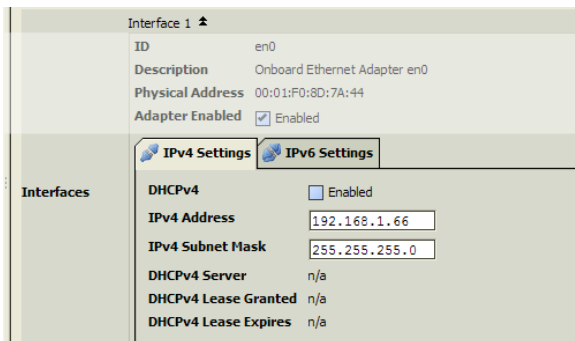 Interface 1
ID en0
Description Onboard Ethernet Adapter en0
Physical Address 00:01:F0:8D:7A:44
Adapter Enabled Enabled
IPv4 Settings IPv6 Settings
Interfaces
DHCPv4 Enabled
IPv4 Address 192.168.1.66
IPv4 Subnet Mask 255.255.255.0
DHCPv4 Server n/a
DHCPv4 Lease Granted n/a
DHCPv4 Lease Expires n/a